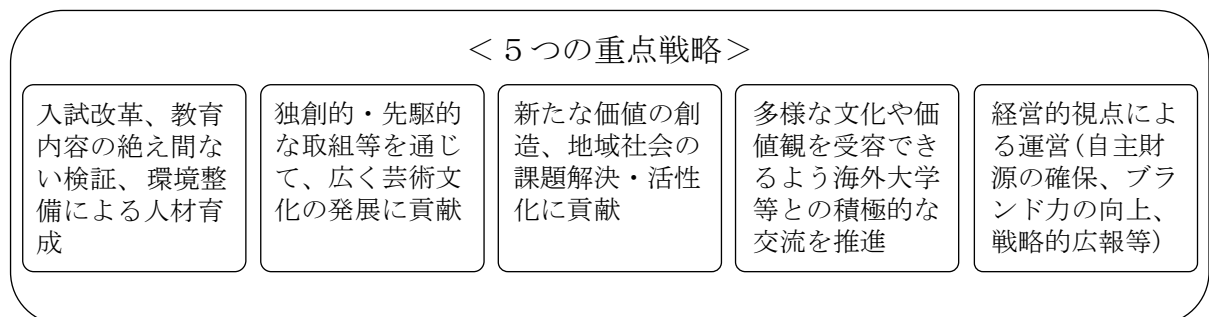 ＜５つの重点戦略＞
入試改革、教育
内容の絶え間な
い検証、環境整
備による人材育
成
独創的・先駆的
な取組等を通じ
て、広く芸術文
化の発展に貢献
新たな価値の創
造、地域社会の
課題解決・活性
化に貢献
多様な文化や価
値観を受容でき
るよう海外大学
等との積極的な
交流を推進
経営的視点によ
る運営(自主財
源の確保、ブラ
ンド力の向上、
戦略的広報等)